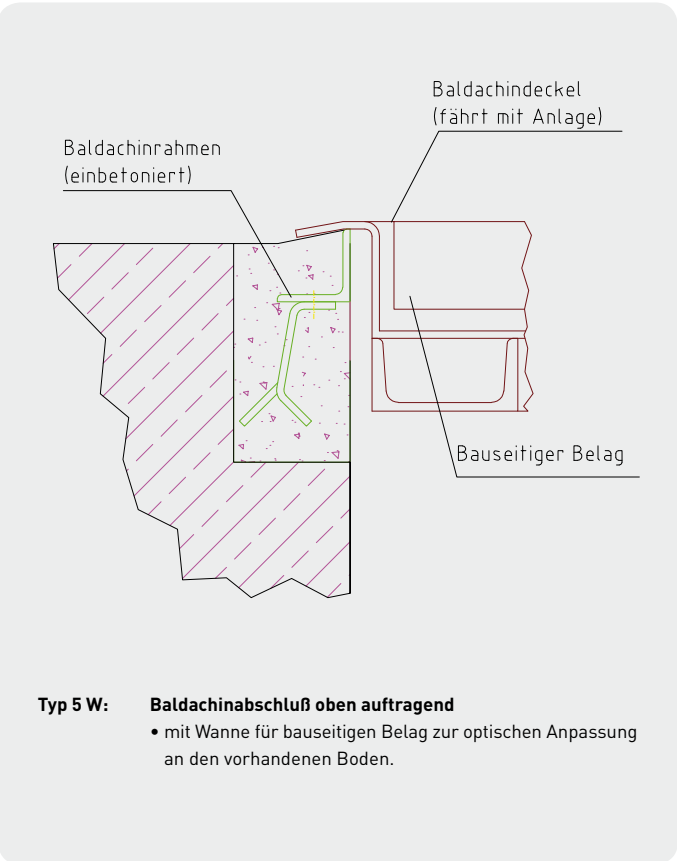 Baldachindeckel
(fährt mit Anlage)
Baldachinrahmen
(einbetoniert)
Bauseitiger Belag
Typ 5 W: Baldachinabschluß oben auftragend
• mit Wanne für bauseitigen Belag zur optischen Anpassung
an den vorhandenen Boden.